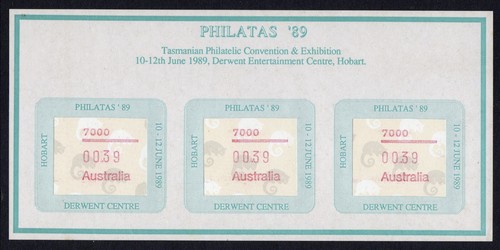 PHILATAS '89
Tasmanian Philatelic Convention & Exhibition
10-12th June 1989, Derwent Entertainment Centre, Hobart.
PHILATAS '89
HOBART
7000
0039
Australia
10 - 12 JUNE 1989
DERWENT CENTRE
PHILATAS '89
HOBART
7000
0039
Australia
10 - 12 JUNE 1989
DERWENT CENTRE
PHILATAS '89
HOBART
7000
0039
Australia
10 - 12 JUNE 1989
DERWENT CENTRE